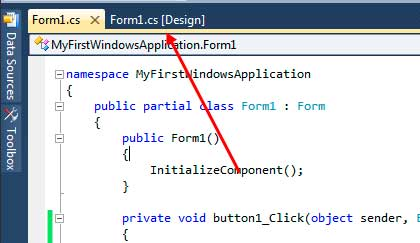 Form1.cs × Form1.cs [Design]
MyFirstWindowsApplication.Form1
Data Sources
Toolbox
namespace MyFirstWindowsApplication
{
public partial class Form1 : Form
{
public Form1()
{
InitializeComponent();
}
private void button1_Click(object sender,
{